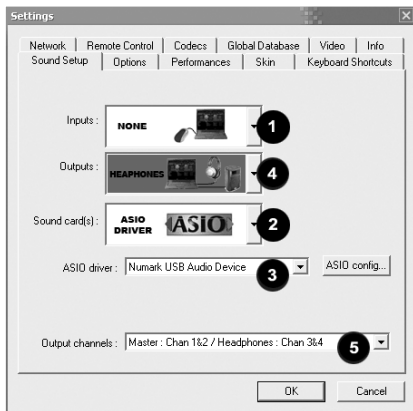 Settings
Network Remote Control Codecs Global Database Video Info
Sound Setup Options Performances Skin Keyboard Shortcuts
Inputs : NONE 1
Outputs : HEAPHONES 4
Sound card(s) : ASIO DRIVER ASIO 2
ASIO driver : Numark USB Audio Device 3 ASIO config...
Output channels : Master : Chan 1&2 / Headphones : Chan 3&4 5
OK Cancel